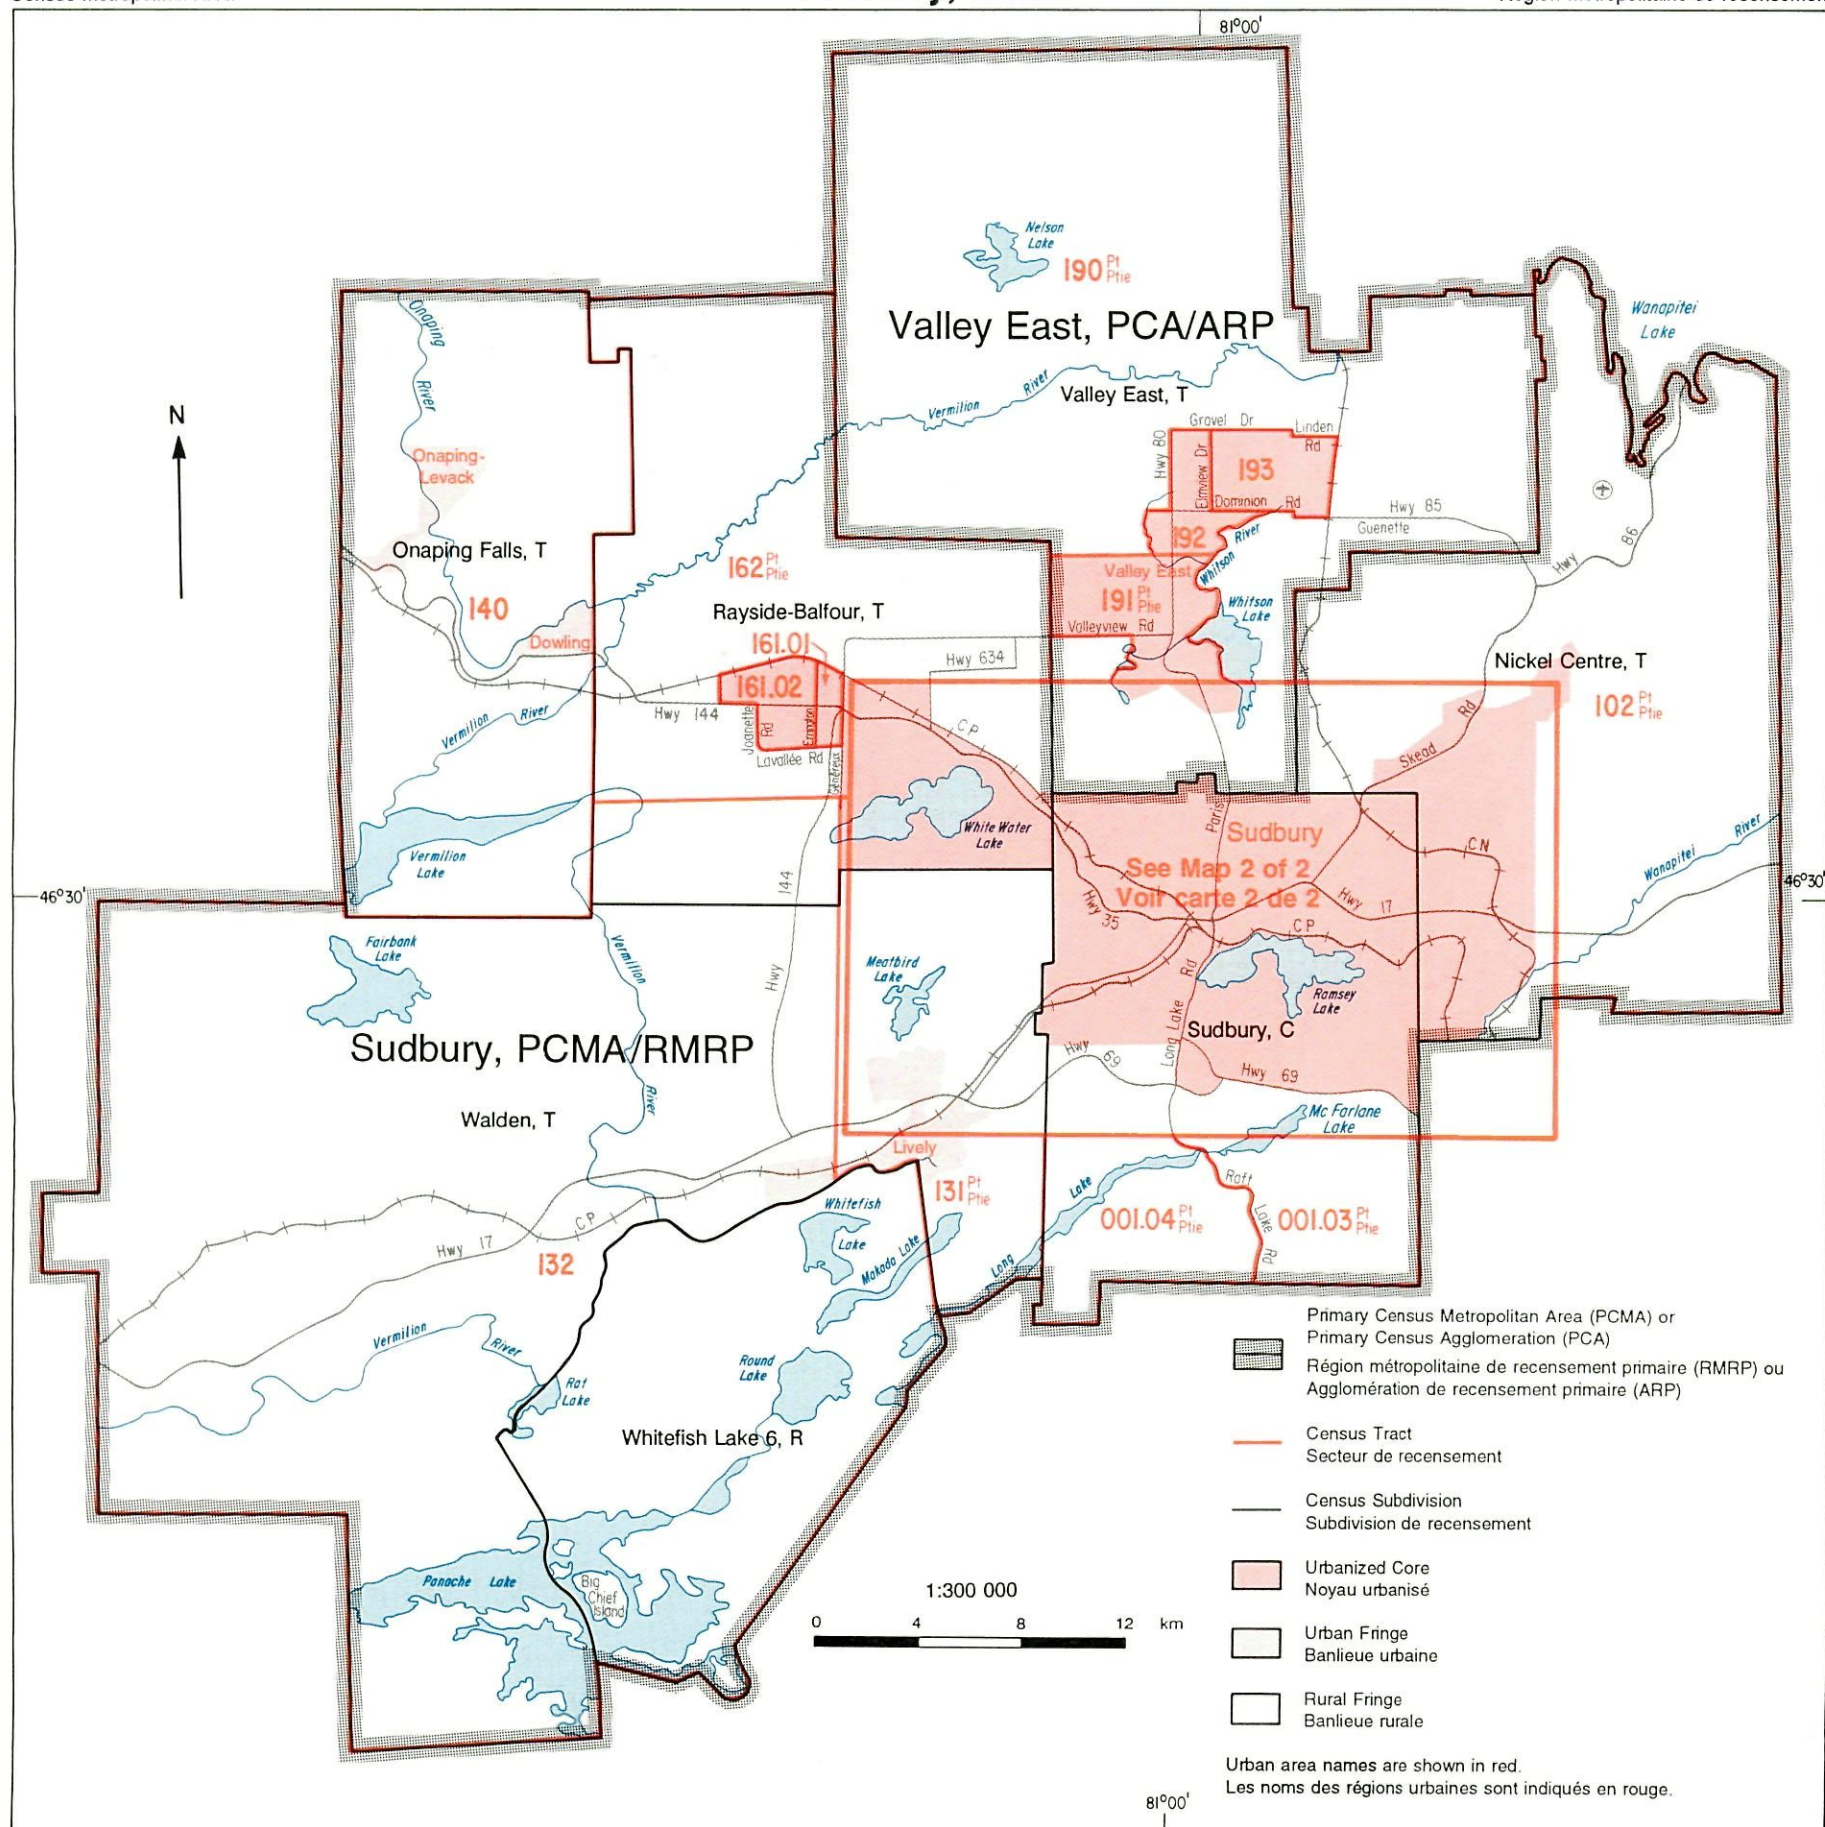 81°00'
Nelson
Lake
190 Pt
Ptie
Valley East, PCA/ARP
Wanapitei
Lake
Onaping
River
Vermilion River
Valley East, T
N
Gravel Dr
Linden
Rd
Hwy 80
Elmview Dr
193
Onaping-
Levack
Dominion Rd
Hwy 85
Guenette
192
Whitson River
Hwy 86
Onaping Falls, T
162 Pt
Ptie
Valley East
191 Pt
Ptie
Whitson
Lake
140
Rayside-Balfour, T
161.01
Valleyview Rd
Dowling
Hwy 634
Nickel Centre, T
161.02
102 Pt
Ptie
Vermilion River
Hwy 144
Joanette
Rd
Errington
Lavallée Rd
Généreux
CP
Skead Rd
White Water
Lake
Paris
Sudbury
CN
Wanapitei River
See Map 2 of 2
Voir carte 2 de 2
Vermilion
Lake
46°30'
46°30'
Hwy 144
Hwy 35
Hwy 17
CP
Fairbank
Lake
Vermilion
River
Meatbird
Lake
Long Lake Rd
Ramsey
Lake
Sudbury, C
Sudbury, PCMA/RMRP
Hwy 69
Hwy 69
Walden, T
Mc Farlane
Lake
Lively
131 Pt
Ptie
Whitefish
Lake
Makada Lake
Long Lake
Raft
Lake
Rd
001.04 Pt
Ptie
001.03 Pt
Ptie
CP
Hwy 17
132
Vermilion
River
Rat
Lake
Round
Lake
Whitefish Lake 6, R
Panache Lake
Big
Chief
Island
1:300 000
0 4 8 12 km
Primary Census Metropolitan Area (PCMA) or
Primary Census Agglomeration (PCA)
Région métropolitaine de recensement primaire (RMRP) ou
Agglomération de recensement primaire (ARP)
Census Tract
Secteur de recensement
Census Subdivision
Subdivision de recensement
Urbanized Core
Noyau urbanisé
Urban Fringe
Banlieue urbaine
Rural Fringe
Banlieue rurale
Urban area names are shown in red.
Les noms des régions urbaines sont indiqués en rouge.
81°00'